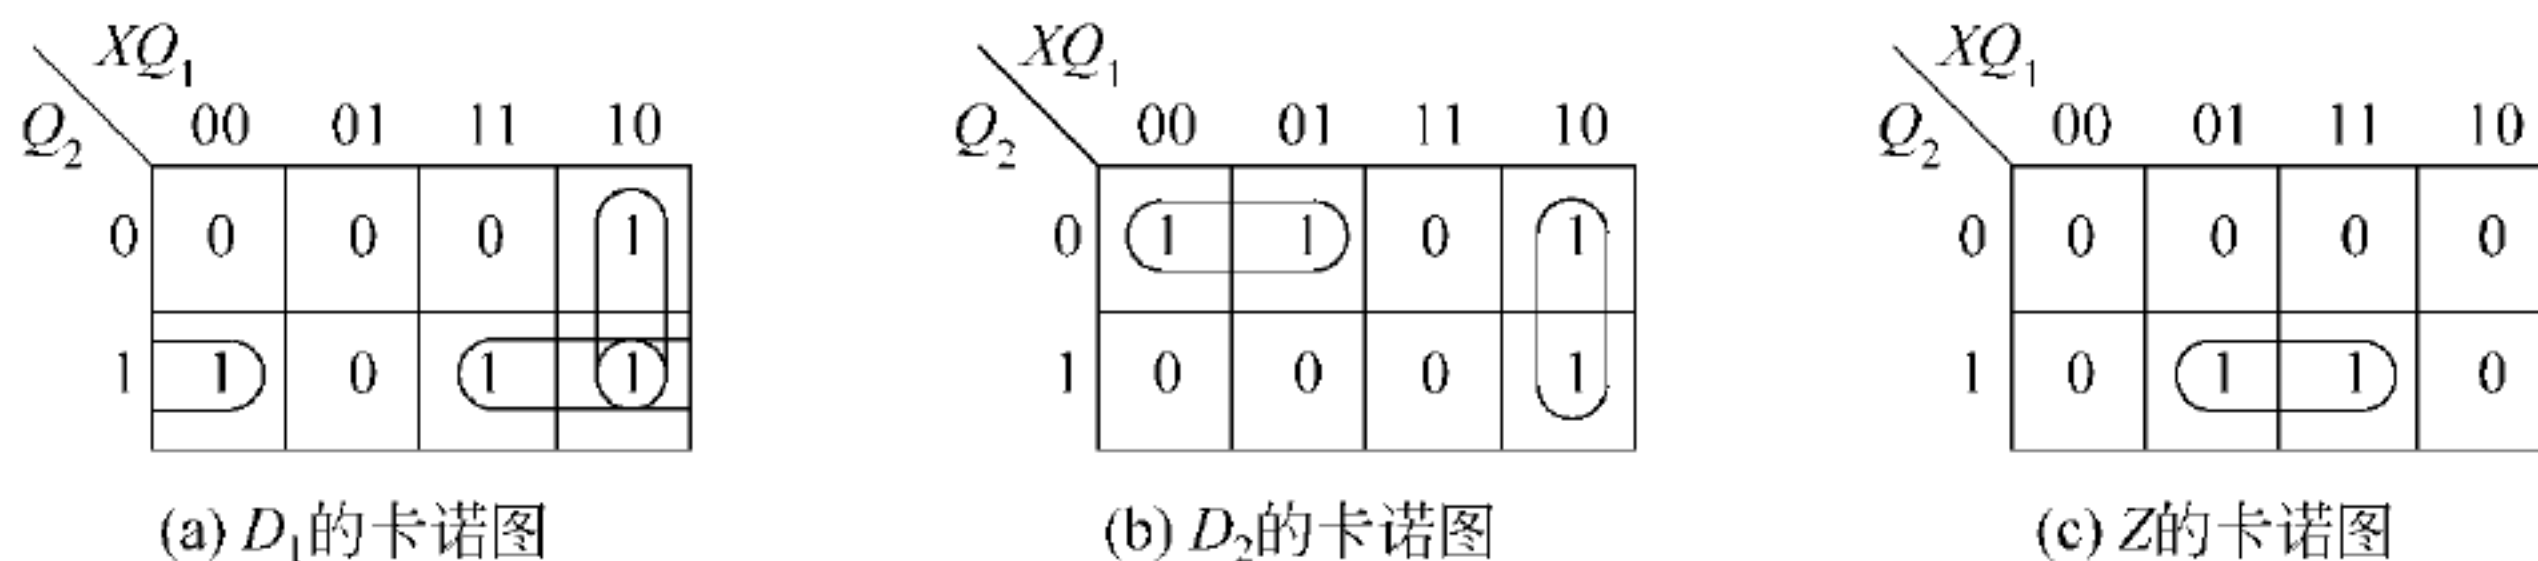 XQ₁ XQ₁ XQ₁
Q₂ 00 01 11 10 Q₂ 00 01 11 10 Q₂ 00 01 11 10
0 0 0 0 1 0 1 1 0 1 0 0 0 0 0
1 1 0 1 1 1 0 0 0 1 1 0 1 1 0
(a) D₁的卡诺图 (b) D₂的卡诺图 (c) Z的卡诺图